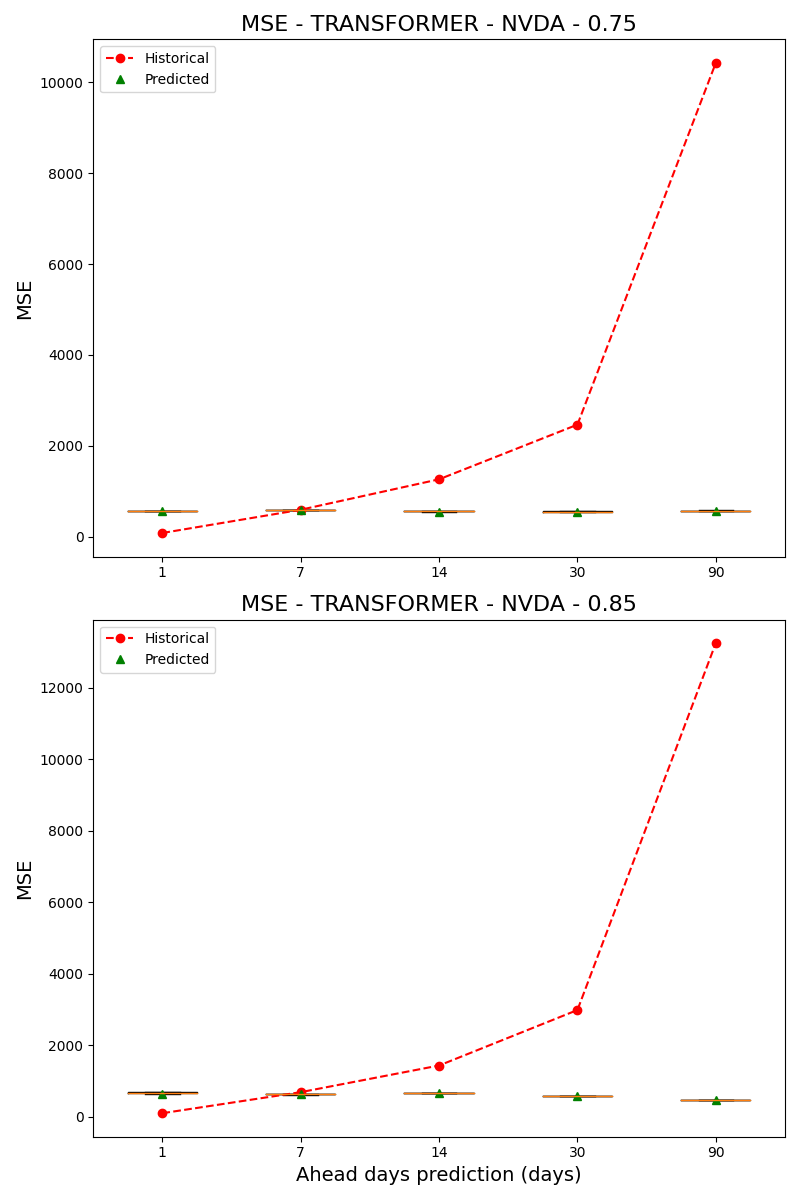 MSE - TRANSFORMER - NVDA - 0.75
Historical
Predicted
10000
8000
6000
4000
2000
0
MSE
1 7 14 30 90
MSE - TRANSFORMER - NVDA - 0.85
Historical
Predicted
12000
10000
8000
6000
4000
2000
0
MSE
1 7 14 30 90
Ahead days prediction (days)